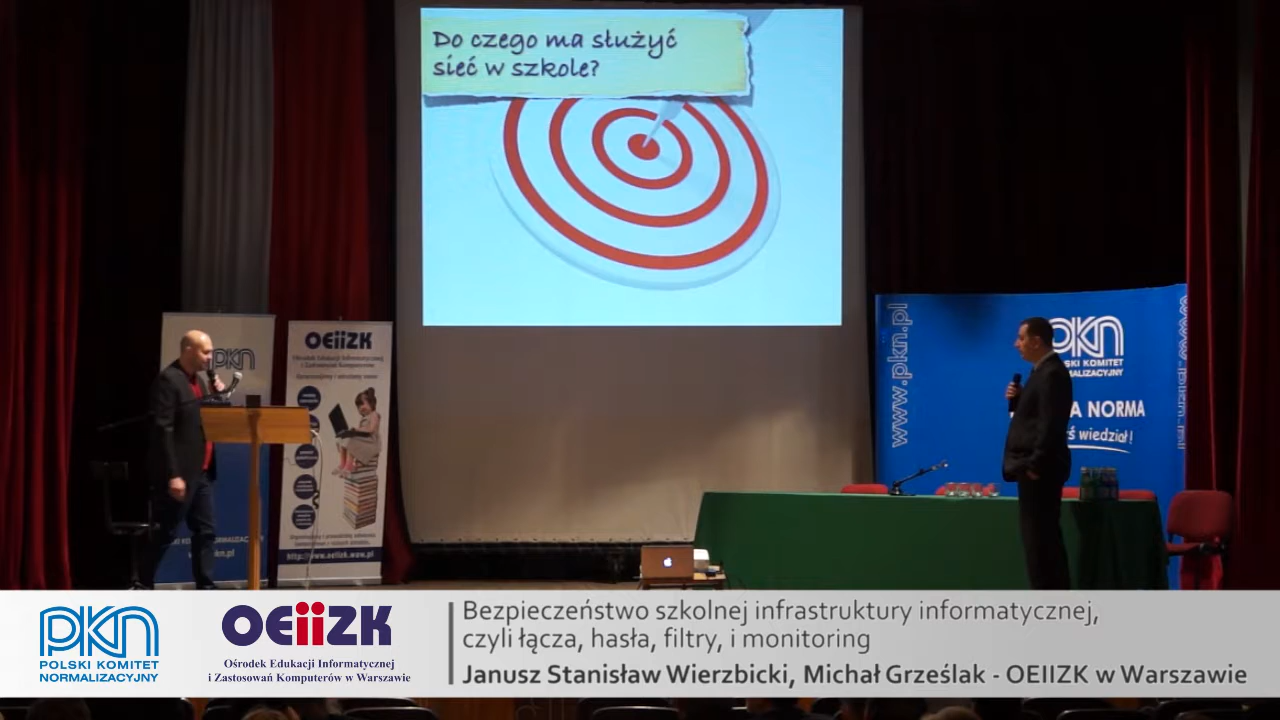 Do czego ma służyć
sieć w szkole?
pkn
OEiiZK
Ośrodek Edukacji Informatycznej
i Zastosowań Komputerów
http://www.oeiizk.waw.pl
www.pkn.pl
pkn
POLSKI KOMITET
NORMALIZACYJNY
NORMA
wiedział!
pkn
POLSKI KOMITET
NORMALIZACYJNY
OEiiZK
Ośrodek Edukacji Informatycznej
i Zastosowań Komputerów w Warszawie
Bezpieczeństwo szkolnej infrastruktury informatycznej,
czyli łącza, hasła, filtry, i monitoring
Janusz Stanisław Wierzbicki, Michał Grześlak - OEIIZK w Warszawie